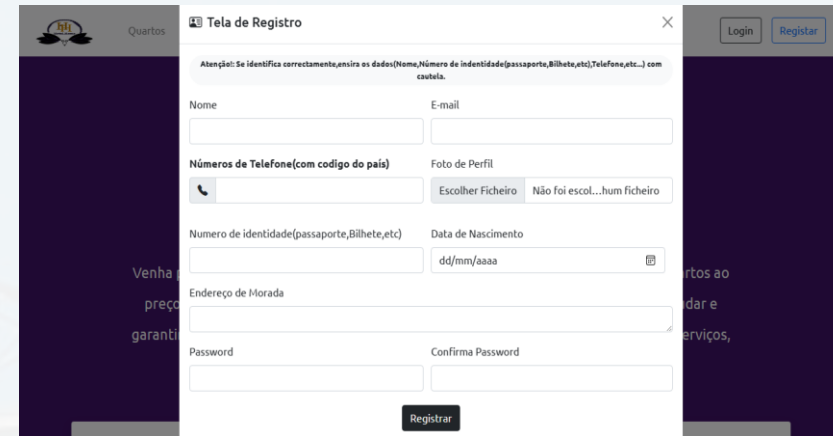 Quartos
Tela de Registro
Login
Registar
Atenção!: Se identifica correctamente,ensira os dados(Nome,Número de indentidade(passaporte,Bilhete,etc),Telefone,etc...) com
cautela.
Nome
E-mail
Números de Telefone(com codigo do país)
Foto de Perfil
Escolher Ficheiro
Não foi escol...hum ficheiro
Numero de identidade(passaporte,Bilhete,etc)
Data de Nascimento
dd/mm/aaaa
Venha
rtos ao
Endereço de Morada
preço
dar e
garanti
erviços,
Password
Confirma Password
Registrar